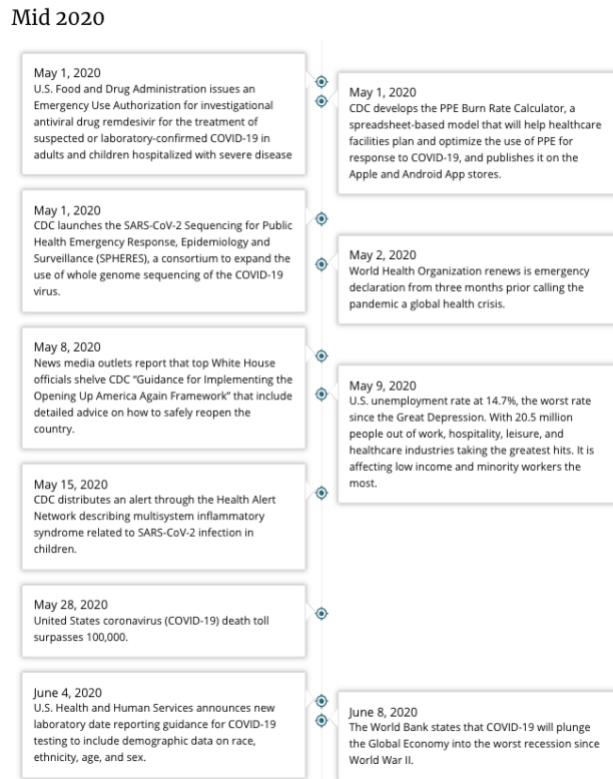 Mid 2020
May 1, 2020
U.S. Food and Drug Administration issues an
Emergency Use Authorization for investigational
antiviral drug remdesivir for the treatment of
suspected or laboratory-confirmed COVID-19 in
adults and children hospitalized with severe disease
May 1, 2020
CDC develops the PPE Burn Rate Calculator, a
spreadsheet-based model that will help healthcare
facilities plan and optimize the use of PPE for
response to COVID-19, and publishes it on the
Apple and Android App stores.
May 1, 2020
CDC launches the SARS-CoV-2 Sequencing for Public
Health Emergency Response, Epidemiology and
Surveillance (SPHERES), a consortium to expand the
use of whole genome sequencing of the COVID-19
virus.
May 2, 2020
World Health Organization renews is emergency
declaration from three months prior calling the
pandemic a global health crisis.
May 8, 2020
News media outlets report that top White House
officials shelve CDC “Guidance for Implementing the
Opening Up America Again Framework” that include
detailed advice on how to safely reopen the
country.
May 9, 2020
U.S. unemployment rate at 14.7%, the worst rate
since the Great Depression. With 20.5 million
people out of work, hospitality, leisure, and
healthcare industries taking the greatest hits. It is
affecting low income and minority workers the
most.
May 15, 2020
CDC distributes an alert through the Health Alert
Network describing multisystem inflammatory
syndrome related to SARS-CoV-2 infection in
children.
May 28, 2020
United States coronavirus (COVID-19) death toll
surpasses 100,000.
June 4, 2020
U.S. Health and Human Services announces new
laboratory date reporting guidance for COVID-19
testing to include demographic data on race,
ethnicity, age, and sex.
June 8, 2020
The World Bank states that COVID-19 will plunge
the Global Economy into the worst recession since
World War II.